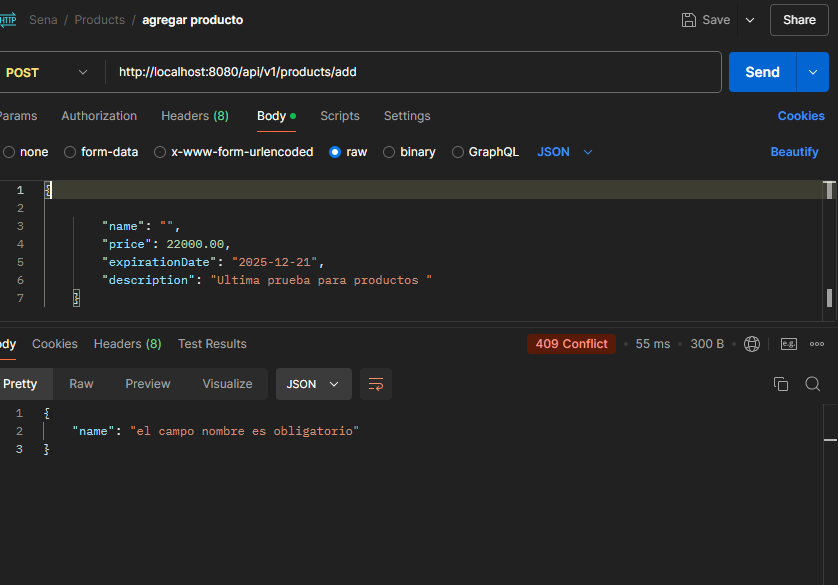 HTTP Sena / Products / agregar producto Save Share
POST http://localhost:8080/api/v1/products/add Send
Params Authorization Headers (8) Body Scripts Settings Cookies
none form-data x-www-form-urlencoded raw binary GraphQL JSON Beautify
1 {
2
3 "name": "",
4 "price": 22000.00,
5 "expirationDate": "2025-12-21",
6 "description": "Ultima prueba para productos "
7 }
ody Cookies Headers (8) Test Results 409 Conflict 55 ms 300 B e.g.
Pretty Raw Preview Visualize JSON
1 {
2 "name": "el campo nombre es obligatorio"
3 }